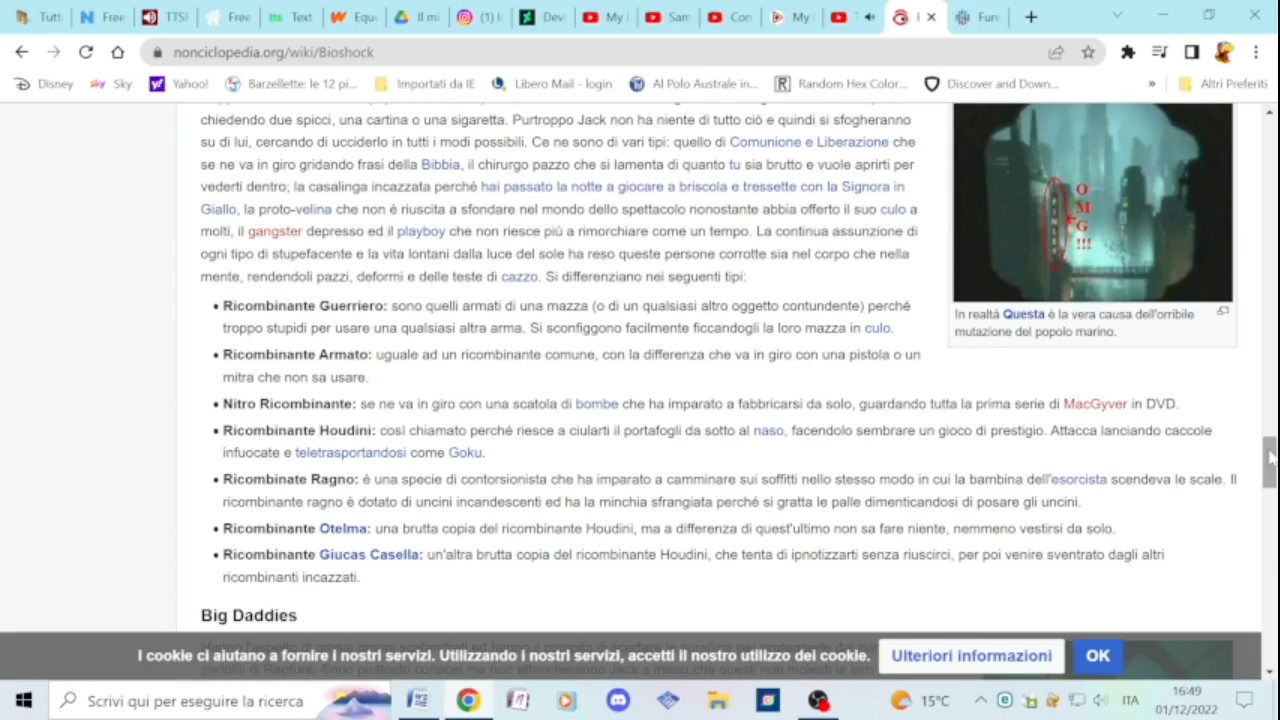 Tutt
Free
TTSF
Free
Text
Equ
Il mi
(1) I
Dev
My
Sam
Con
My
Fun
nonciclopedia.org/wiki/Bioshock
Disney
Sky
Yahoo!
Barzellette: le 12 pi...
Importati da IE
Libero Mail - login
Al Polo Australe in...
Random Hex Color...
Discover and Down...
»
Altri Preferiti
chiedendo due spicci, una cartina o una sigaretta. Purtroppo Jack non ha niente di tutto ciò e quindi si sfogheranno
su di lui, cercando di ucciderlo in tutti i modi possibili. Ce ne sono di vari tipi: quello di Comunione e Liberazione che
se ne va in giro gridando frasi della Bibbia, il chirurgo pazzo che si lamenta di quanto tu sia brutto e vuole aprirti per
vederti dentro; la casalinga incazzata perché hai passato la notte a giocare a briscola e tressette con la Signora in
Giallo, la proto-velina che non è riuscita a sfondare nel mondo dello spettacolo nonostante abbia offerto il suo culo a
molti, il gangster depresso ed il playboy che non riesce più a rimorchiare come un tempo. La continua assunzione di
ogni tipo di stupefacente e la vita lontani dalla luce del sole ha reso queste persone corrotte sia nel corpo che nella
mente, rendendoli pazzi, deformi e delle teste di cazzo. Si differenziano nei seguenti tipi:
OMG!!!
In realtà Questa è la vera causa dell'orribile
mutazione del popolo marino.
• Ricombinante Guerriero: sono quelli armati di una mazza (o di un qualsiasi altro oggetto contundente) perché
troppo stupidi per usare una qualsiasi altra arma. Si sconfiggono facilmente ficcandogli la loro mazza in culo.
• Ricombinante Armato: uguale ad un ricombinante comune, con la differenza che va in giro con una pistola o un
mitra che non sa usare.
• Nitro Ricombinante: se ne va in giro con una scatola di bombe che ha imparato a fabbricarsi da solo, guardando tutta la prima serie di MacGyver in DVD.
• Ricombinante Houdini: così chiamato perché riesce a ciularti il portafogli da sotto al naso, facendolo sembrare un gioco di prestigio. Attacca lanciando caccole
infuocate e teletrasportandosi come Goku.
• Ricombinate Ragno: è una specie di contorsionista che ha imparato a camminare sui soffitti nello stesso modo in cui la bambina dell'esorcista scendeva le scale. Il
ricombinante ragno è dotato di uncini incandescenti ed ha la minchia sfrangiata perché si gratta le palle dimenticandosi di posare gli uncini.
• Ricombinante Otelma: una brutta copia del ricombinante Houdini, ma a differenza di quest'ultimo non sa fare niente, nemmeno vestirsi da solo.
• Ricombinante Giucas Casella: un'altra brutta copia del ricombinante Houdini, che tenta di ipnotizzarti senza riuscirci, per poi venire sventrato dagli altri
ricombinanti incazzati.
Big Daddies
I cookie ci aiutano a fornire i nostri servizi. Utilizzando i nostri servizi, accetti il nostro utilizzo dei cookie.
Ulteriori informazioni
OK
Scrivi qui per eseguire la ricerca
15°C
ITA
16:49
01/12/2022